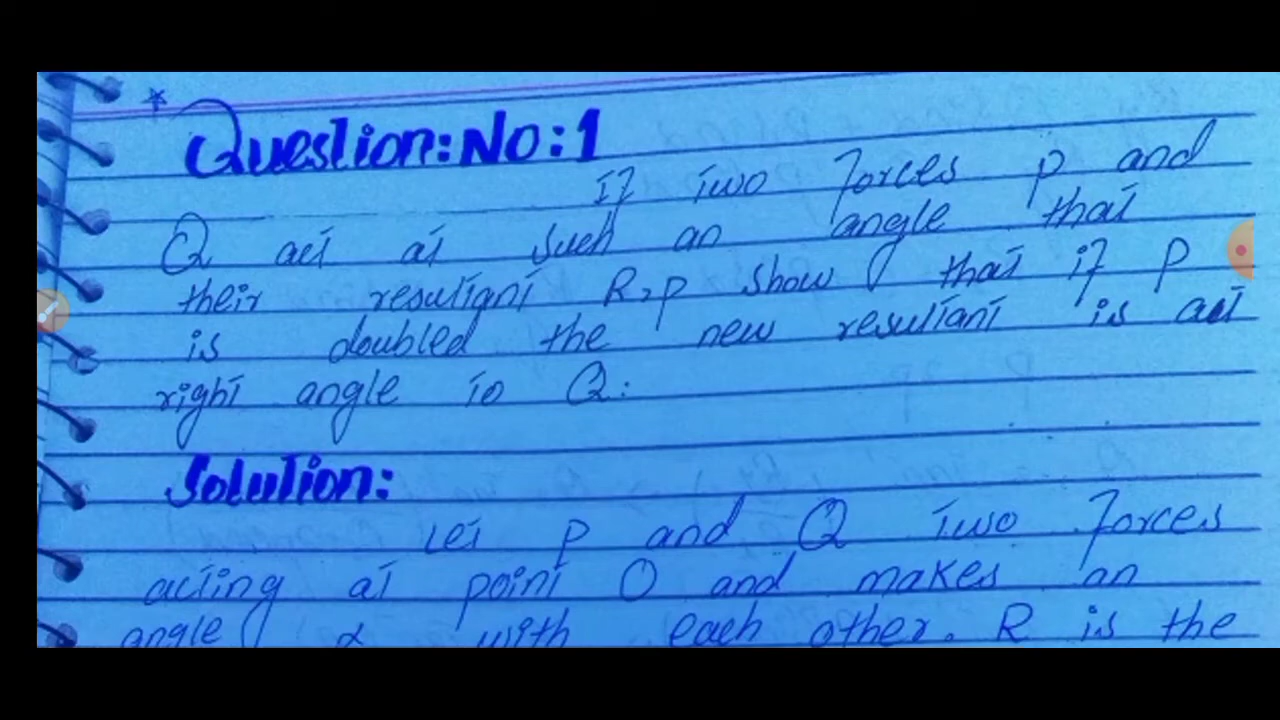 Question:No:1
If two forces P and
Q act at such an angle that
their resultant R=P show that if P
is doubled the new resultant is act
right angle to Q:
Solution:
Let P and Q two forces
acting at point O and makes an
angle α with each other. R is the